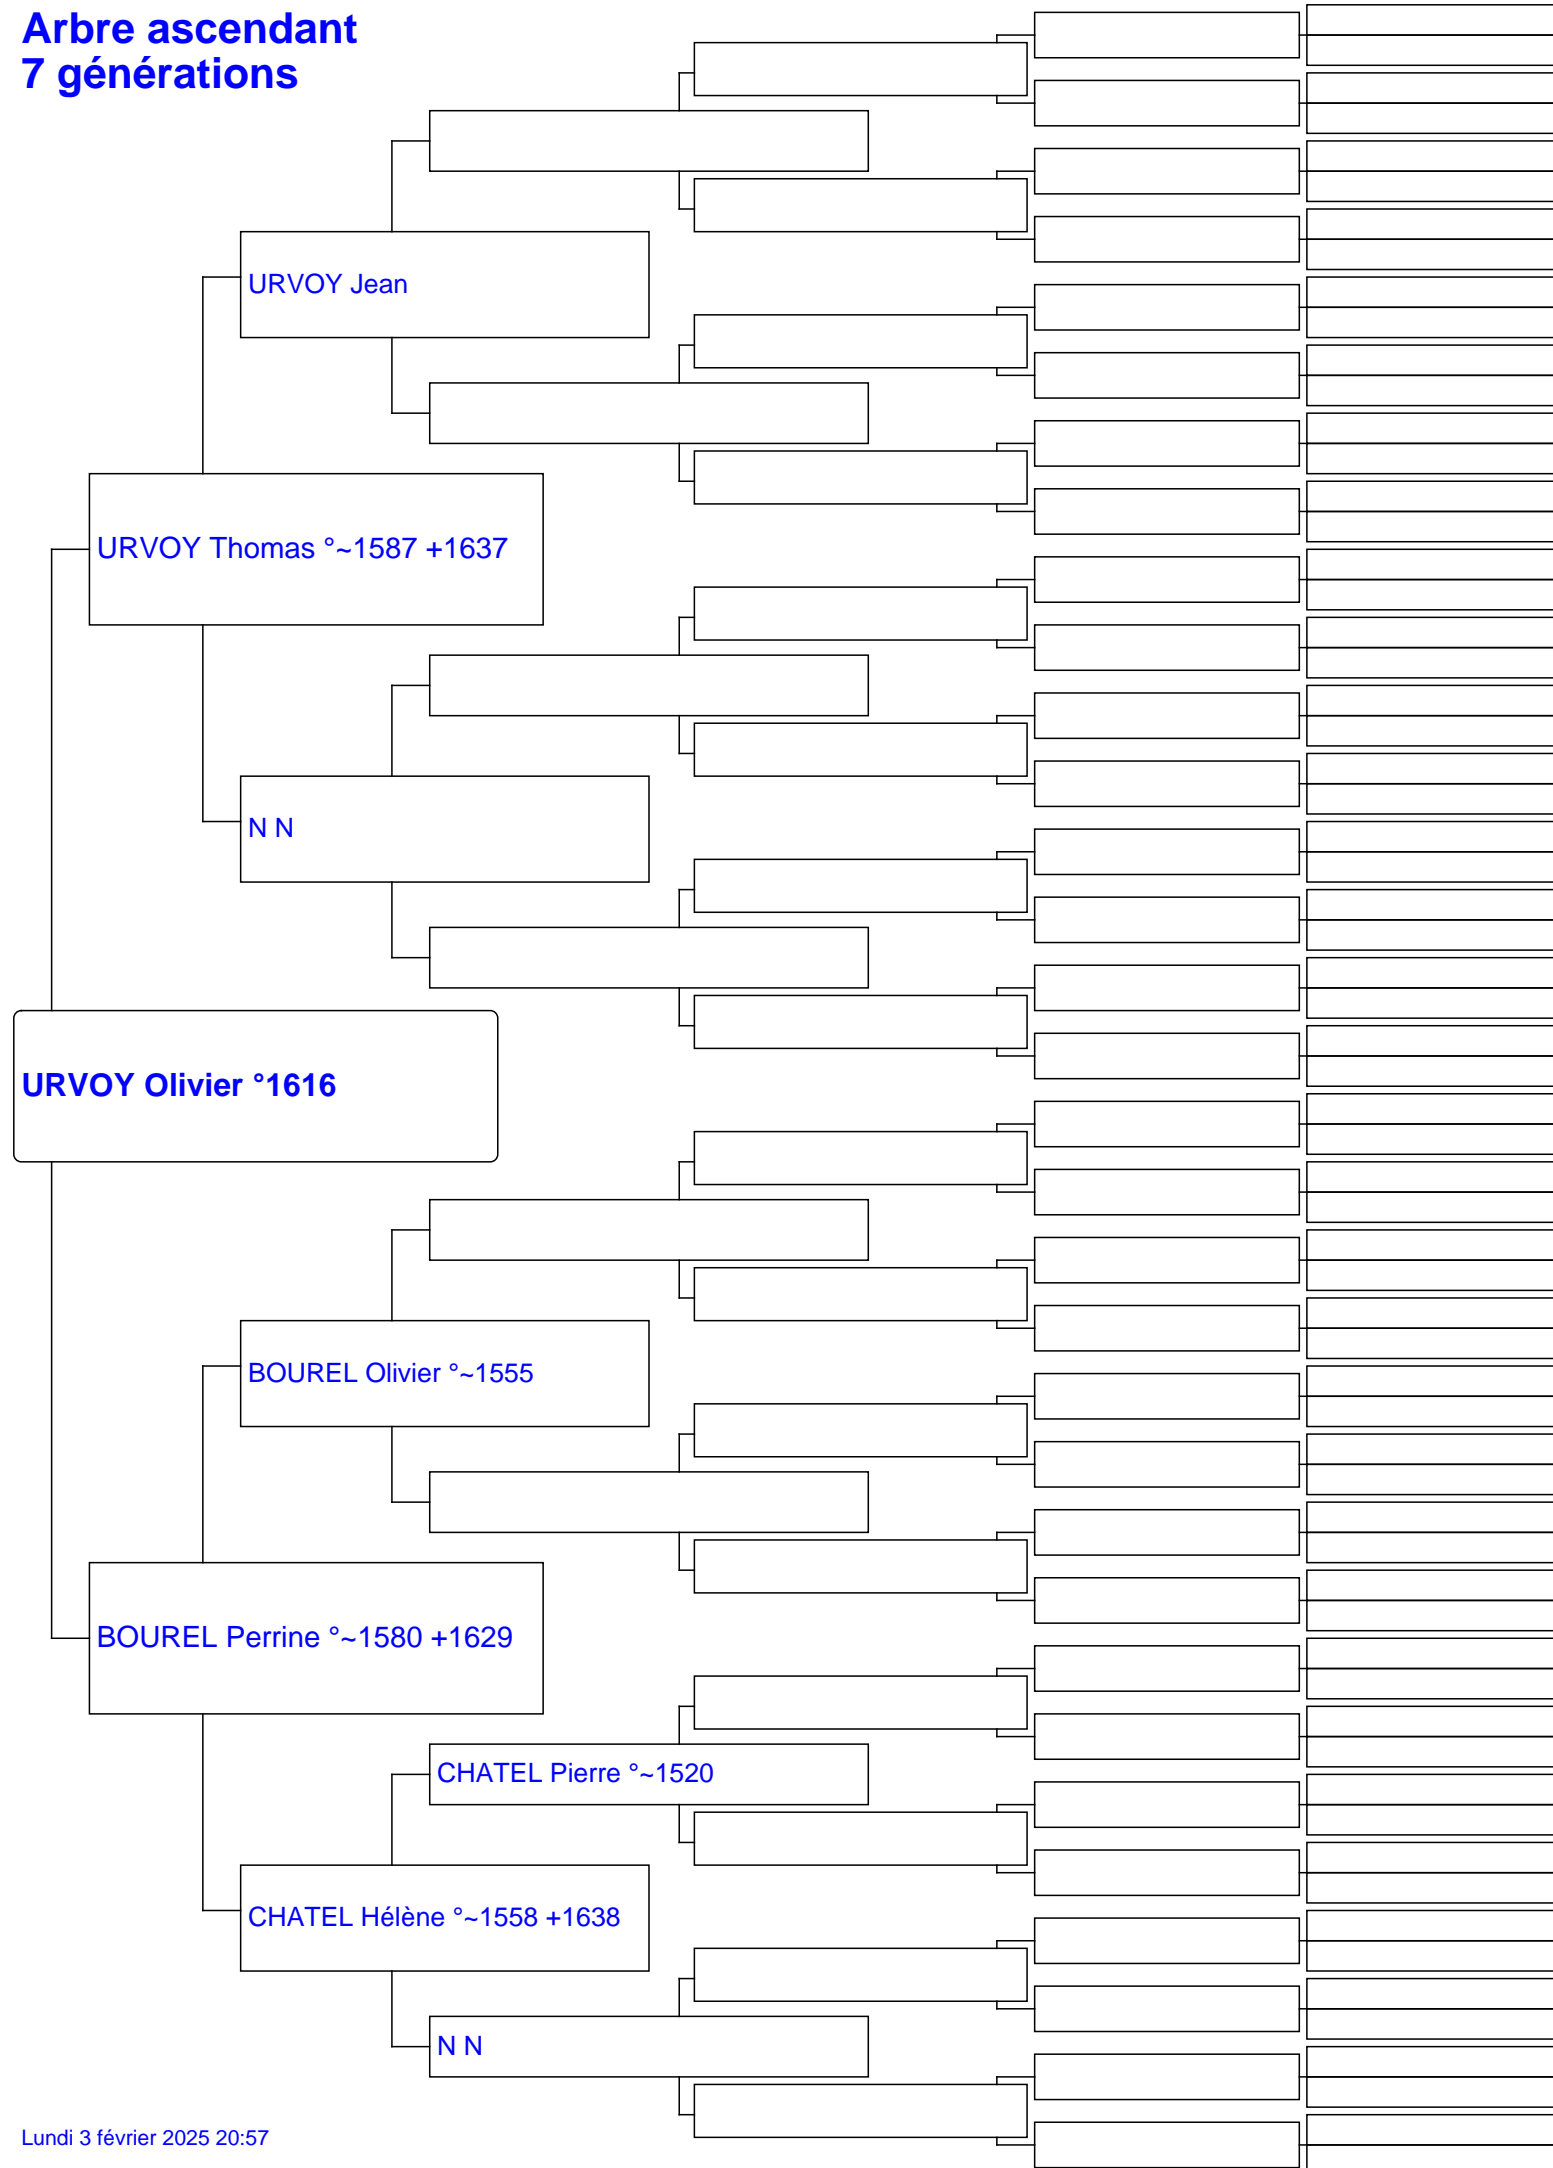 Arbre ascendant
7 générations
URVOY Jean
URVOY Thomas °~1587 +1637
N N
URVOY Olivier °1616
BOUREL Olivier °~1555
BOUREL Perrine °~1580 +1629
CHATEL Pierre °~1520
CHATEL Hélène °~1558 +1638
N N
Lundi 3 février 2025 20:57